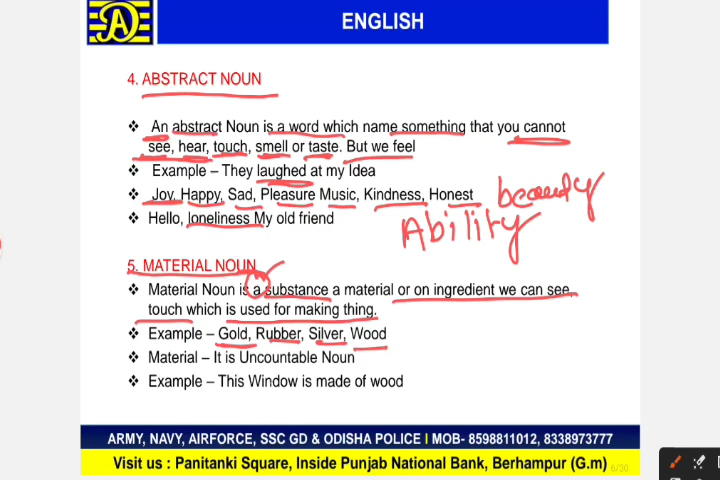 ENGLISH
4. ABSTRACT NOUN
❖ An abstract Noun is a word which name something that you cannot
see, hear, touch, smell or taste. But we feel
❖ Example – They laughed at my Idea
❖ Joy, Happy, Sad, Pleasure Music, Kindness, Honest beauty
❖ Hello, loneliness My old friend
Ability
5. MATERIAL NOUN
❖ Material Noun is a substance a material or on ingredient we can see,
touch which is used for making thing.
❖ Example – Gold, Rubber, Silver, Wood
❖ Material – It is Uncountable Noun
❖ Example – This Window is made of wood
ARMY, NAVY, AIRFORCE, SSC GD & ODISHA POLICE I MOB- 8598811012, 8338973777
Visit us : Panitanki Square, Inside Punjab National Bank, Berhampur (G.m)
6/30